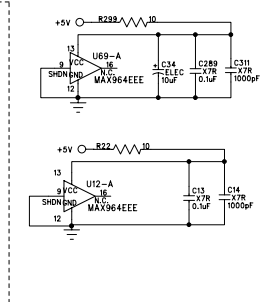 +5V R299 10
13 U69-A
9 VCC 16
SHDN GND N.C.
MAX964EEE
12
+ C34 ELEC 10uF
C289 X7R 0.1uF
C311 X7R 1000pF
+5V R22 10
13 U12-A
9 VCC 16
SHDN GND N.C.
MAX964EEE
12
C13 X7R 0.1uF
C14 X7R 1000pF